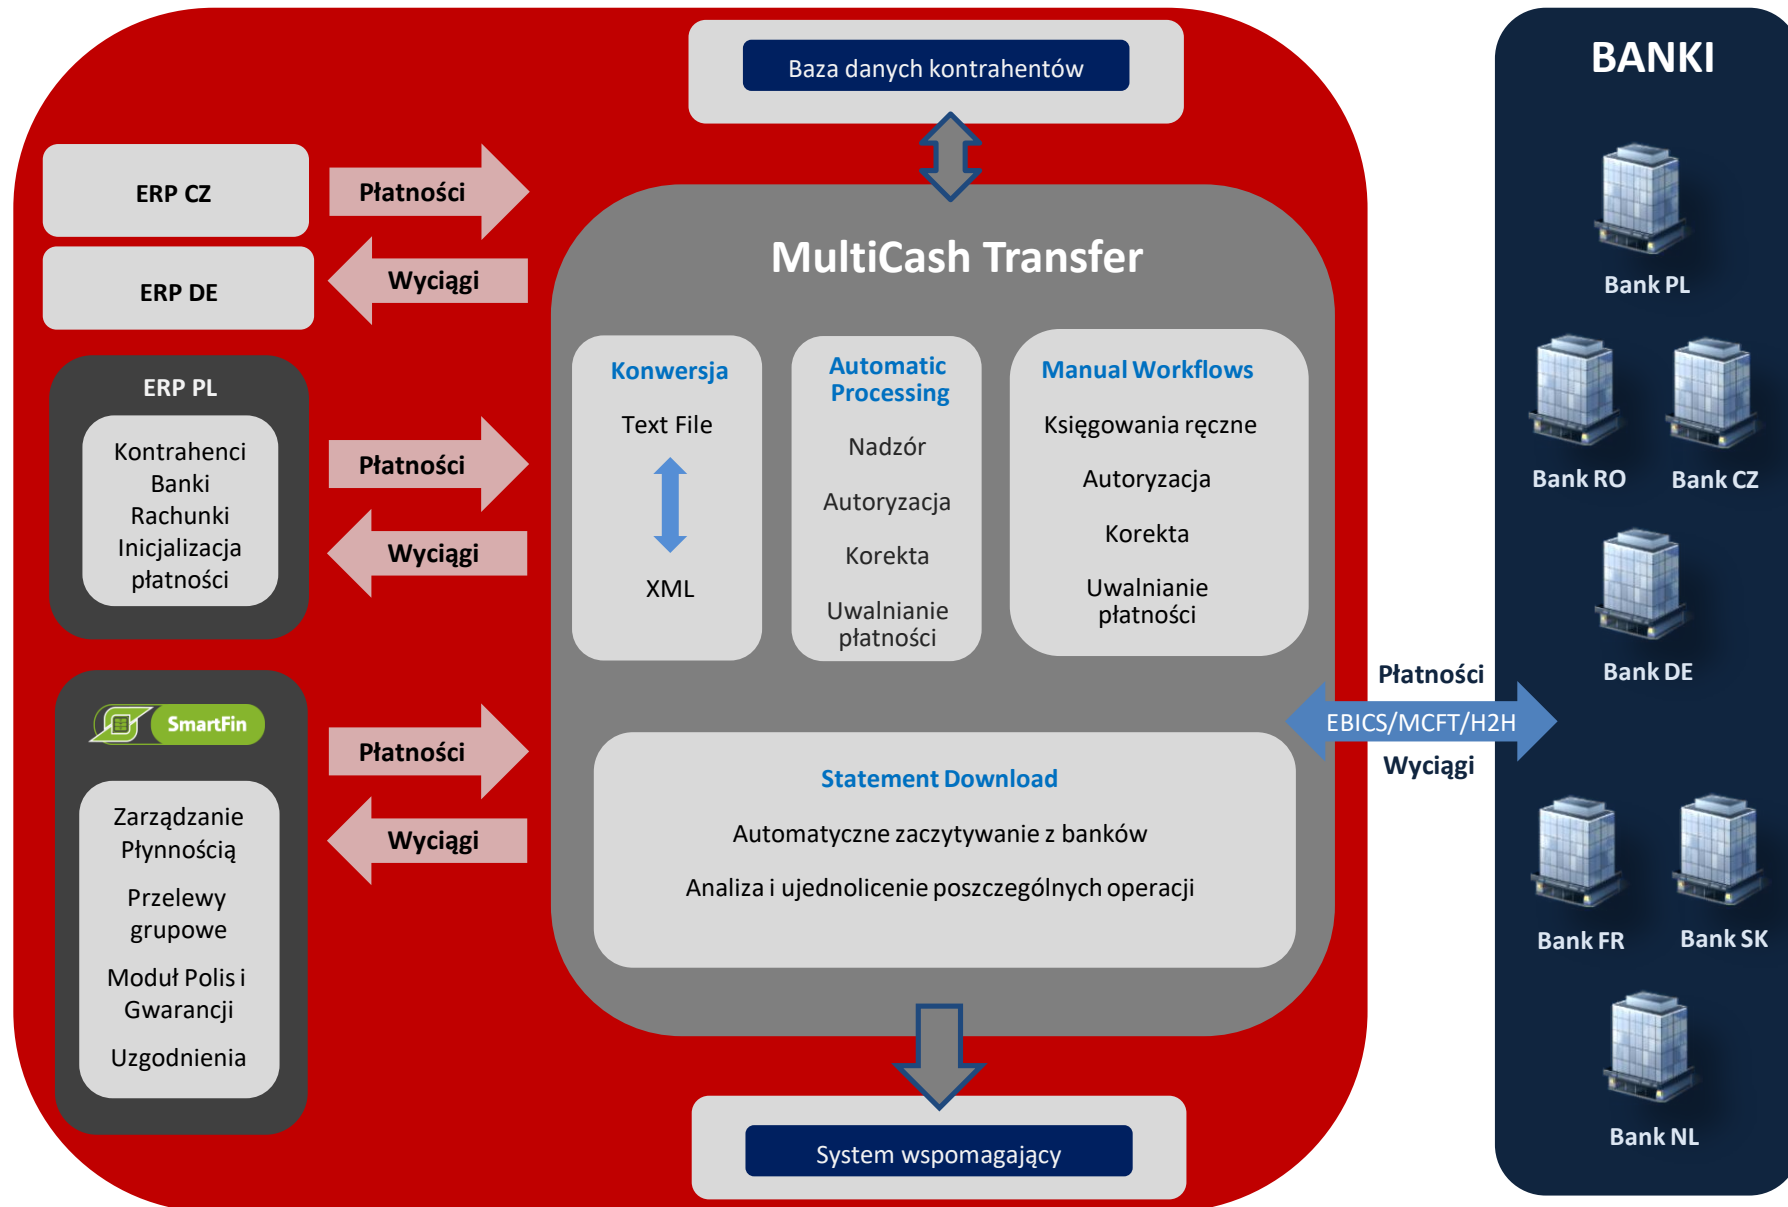 Baza danych kontrahentów
BANKI
ERP CZ
Płatności
ERP DE
Wyciągi
ERP PL
Kontrahenci
Banki
Rachunki
Inicjalizacja
płatności
Płatności
Wyciągi
SmartFin
Zarządzanie
Płynnością
Przelewy
grupowe
Moduł Polis i
Gwarancji
Uzgodnienia
Płatności
Wyciągi
MultiCash Transfer
Konwersja
Text File
XML
Automatic
Processing
Nadzór
Autoryzacja
Korekta
Uwalnianie
płatności
Manual Workflows
Księgowania ręczne
Autoryzacja
Korekta
Uwalnianie
płatności
Statement Download
Automatyczne zaczytywanie z banków
Analiza i ujednolicenie poszczególnych operacji
System wspomagający
Płatności
EBICS/MCFT/H2H
Wyciągi
Bank PL
Bank RO
Bank CZ
Bank DE
Bank FR
Bank SK
Bank NL